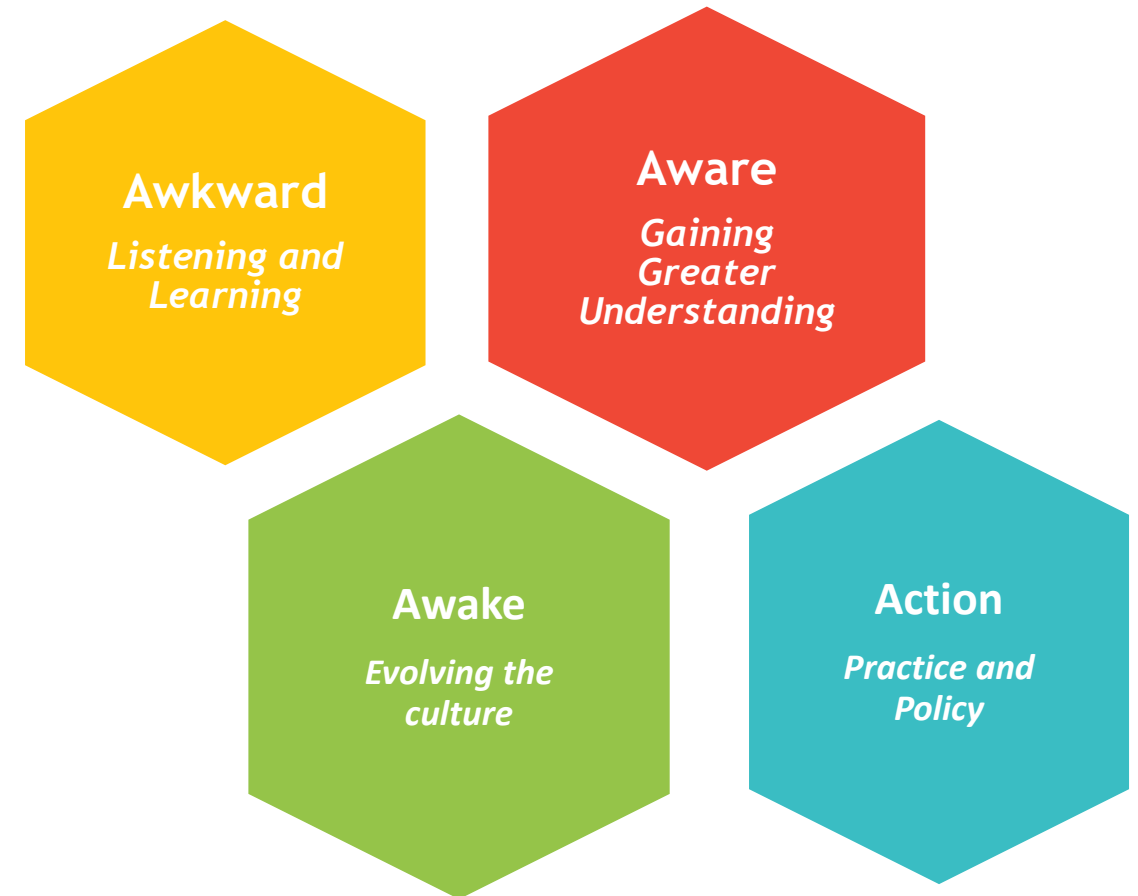 Awkward
Listening and
Learning
Aware
Gaining
Greater
Understanding
Awake
Evolving the
culture
Action
Practice and
Policy